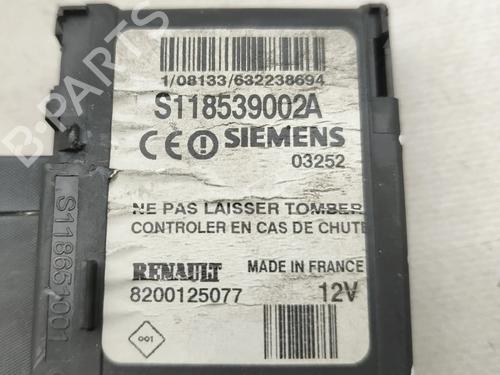 1/08133/632238694
S118539002A
CE SIEMENS
03252
NE PAS LAISSER TOMBER
CONTROLER EN CAS DE CHUTE
RENAULT MADE IN FRANCE
8200125077 12V
001
S118651001
B-PARTS